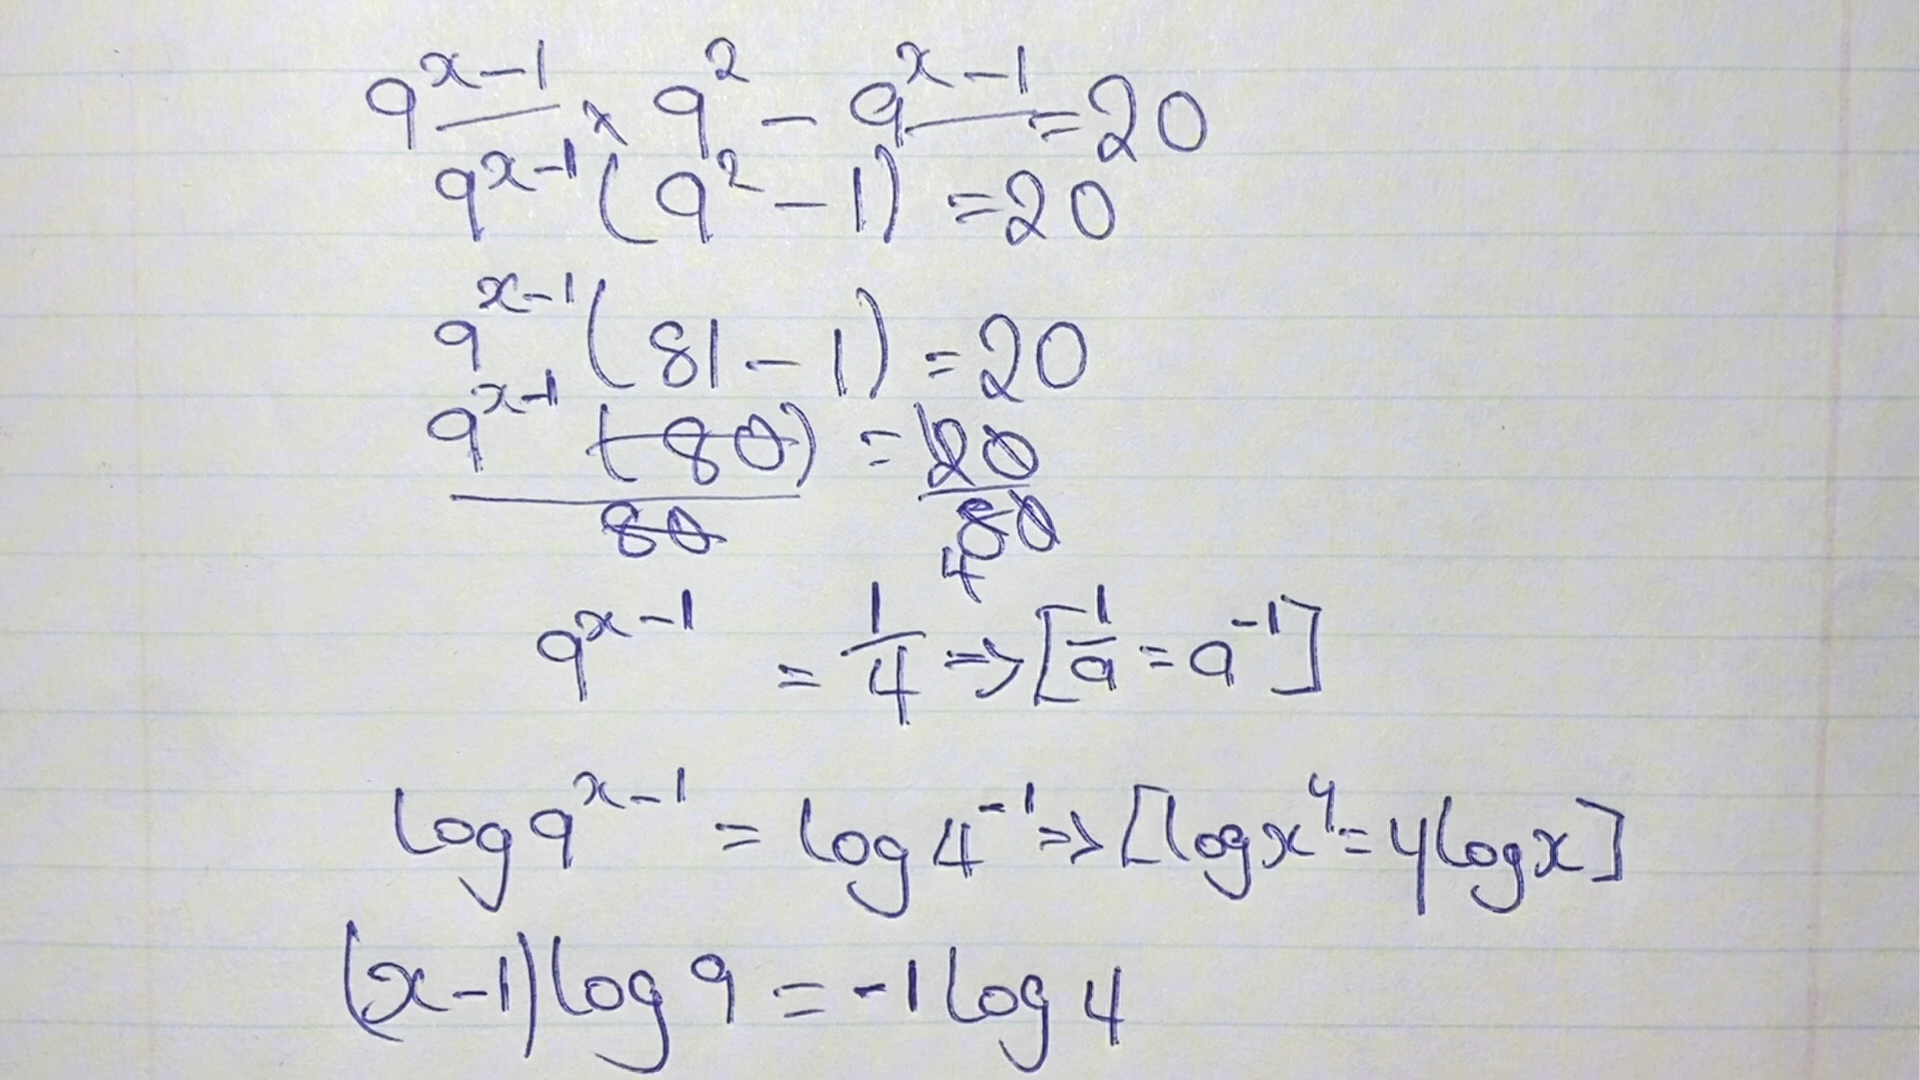 9^{x-1} × 9^2 - 9^{x-1} = 20
9^{x-1} (9^2 - 1) = 20
9^{x-1} (81 - 1) = 20
9^{x-1} (80) = 20
80 80
4
9^{x-1} = 1/4 ⇒ [1/a = a^{-1}]
log 9^{x-1} = log 4^{-1} ⇒ [log x^y = y log x]
(x-1) log 9 = -1 log 4